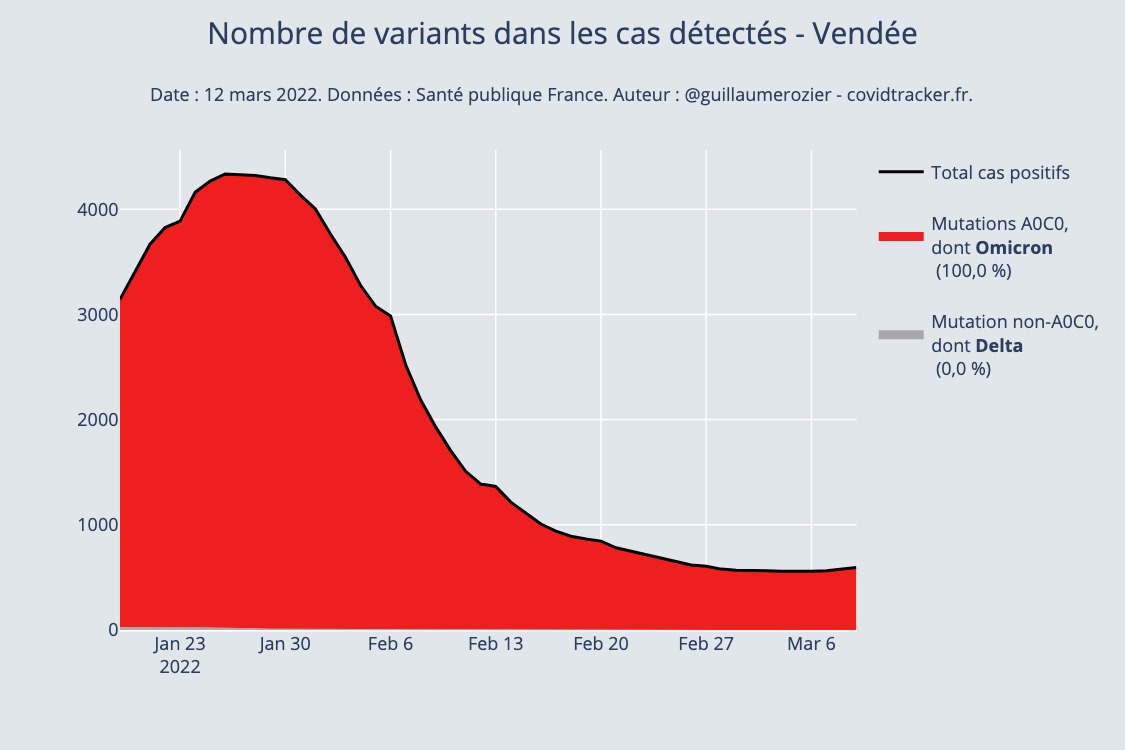 Nombre de variants dans les cas détectés - Vendée
Date : 12 mars 2022. Données : Santé publique France. Auteur : @guillaumerozier - covidtracker.fr.
Total cas positifs
Mutations A0C0,
dont Omicron
(100,0 %)
Mutation non-A0C0,
dont Delta
(0,0 %)
4000
3000
2000
1000
0
Jan 23
2022
Jan 30
Feb 6
Feb 13
Feb 20
Feb 27
Mar 6